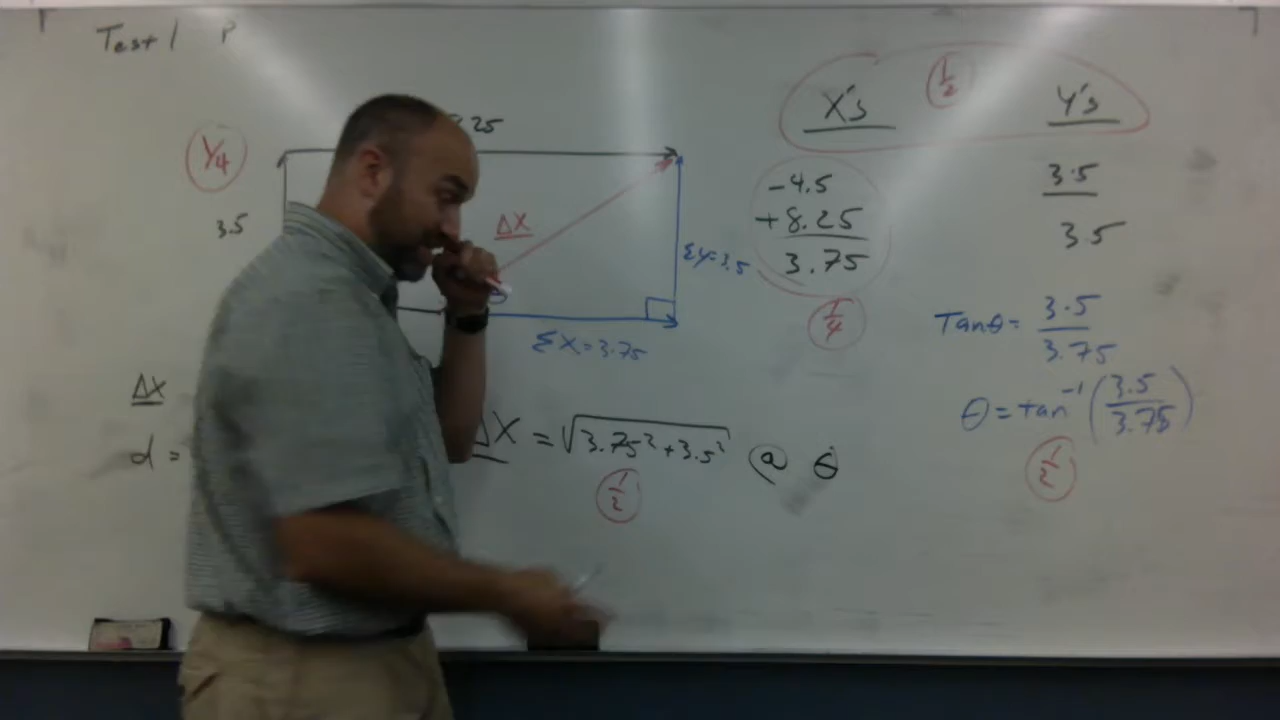 Test 1 P
X's 1/2 Y's
.25
Y4
3.5
ΔX
ΣY=3.5
ΣX=3.75
-4.5
+8.25
3.75
1/4
3.5
3.5
Tanθ= 3.5/3.75
θ=tan⁻¹(3.5/3.75)
1/2
ΔX
d =
ΔX = √3.75²+3.5² @ θ
1/2